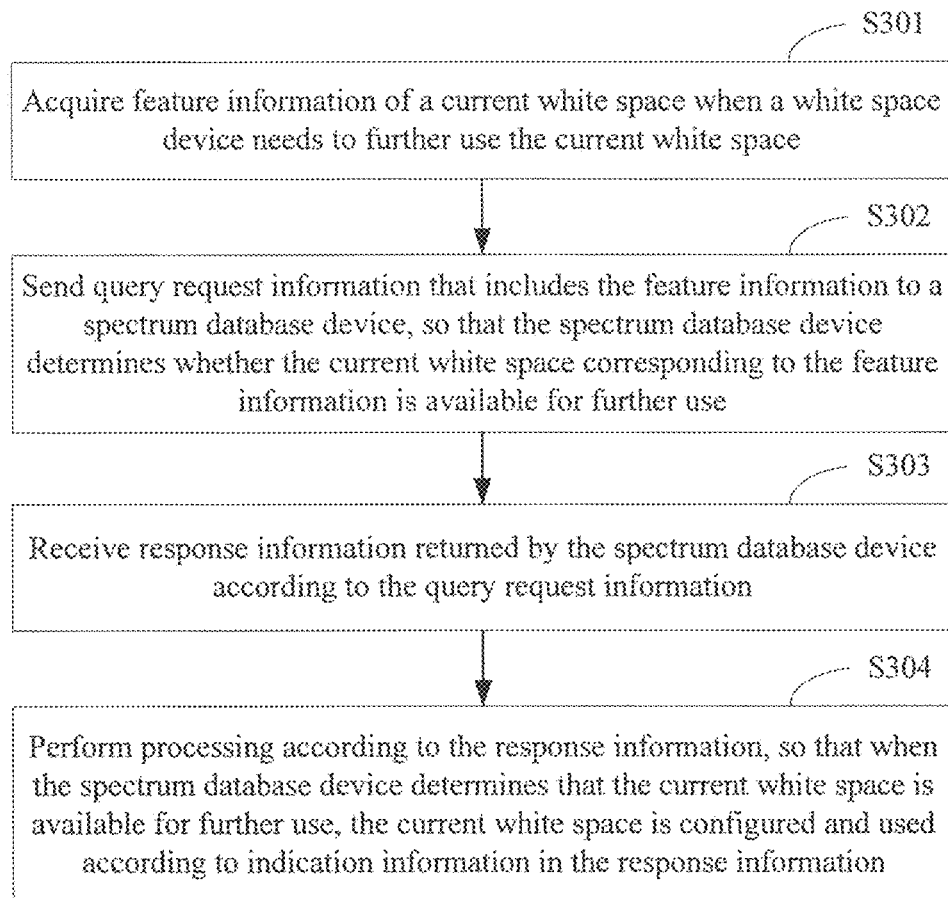 S301
Acquire feature information of a current white space when a white space
device needs to further use the current white space
S302
Send query request information that includes the feature information to a
spectrum database device, so that the spectrum database device
determines whether the current white space corresponding to the feature
information is available for further use
S303
Receive response information returned by the spectrum database device
according to the query request information
S304
Perform processing according to the response information, so that when
the spectrum database device determines that the current white space is
available for further use, the current white space is configured and used
according to indication information in the response information